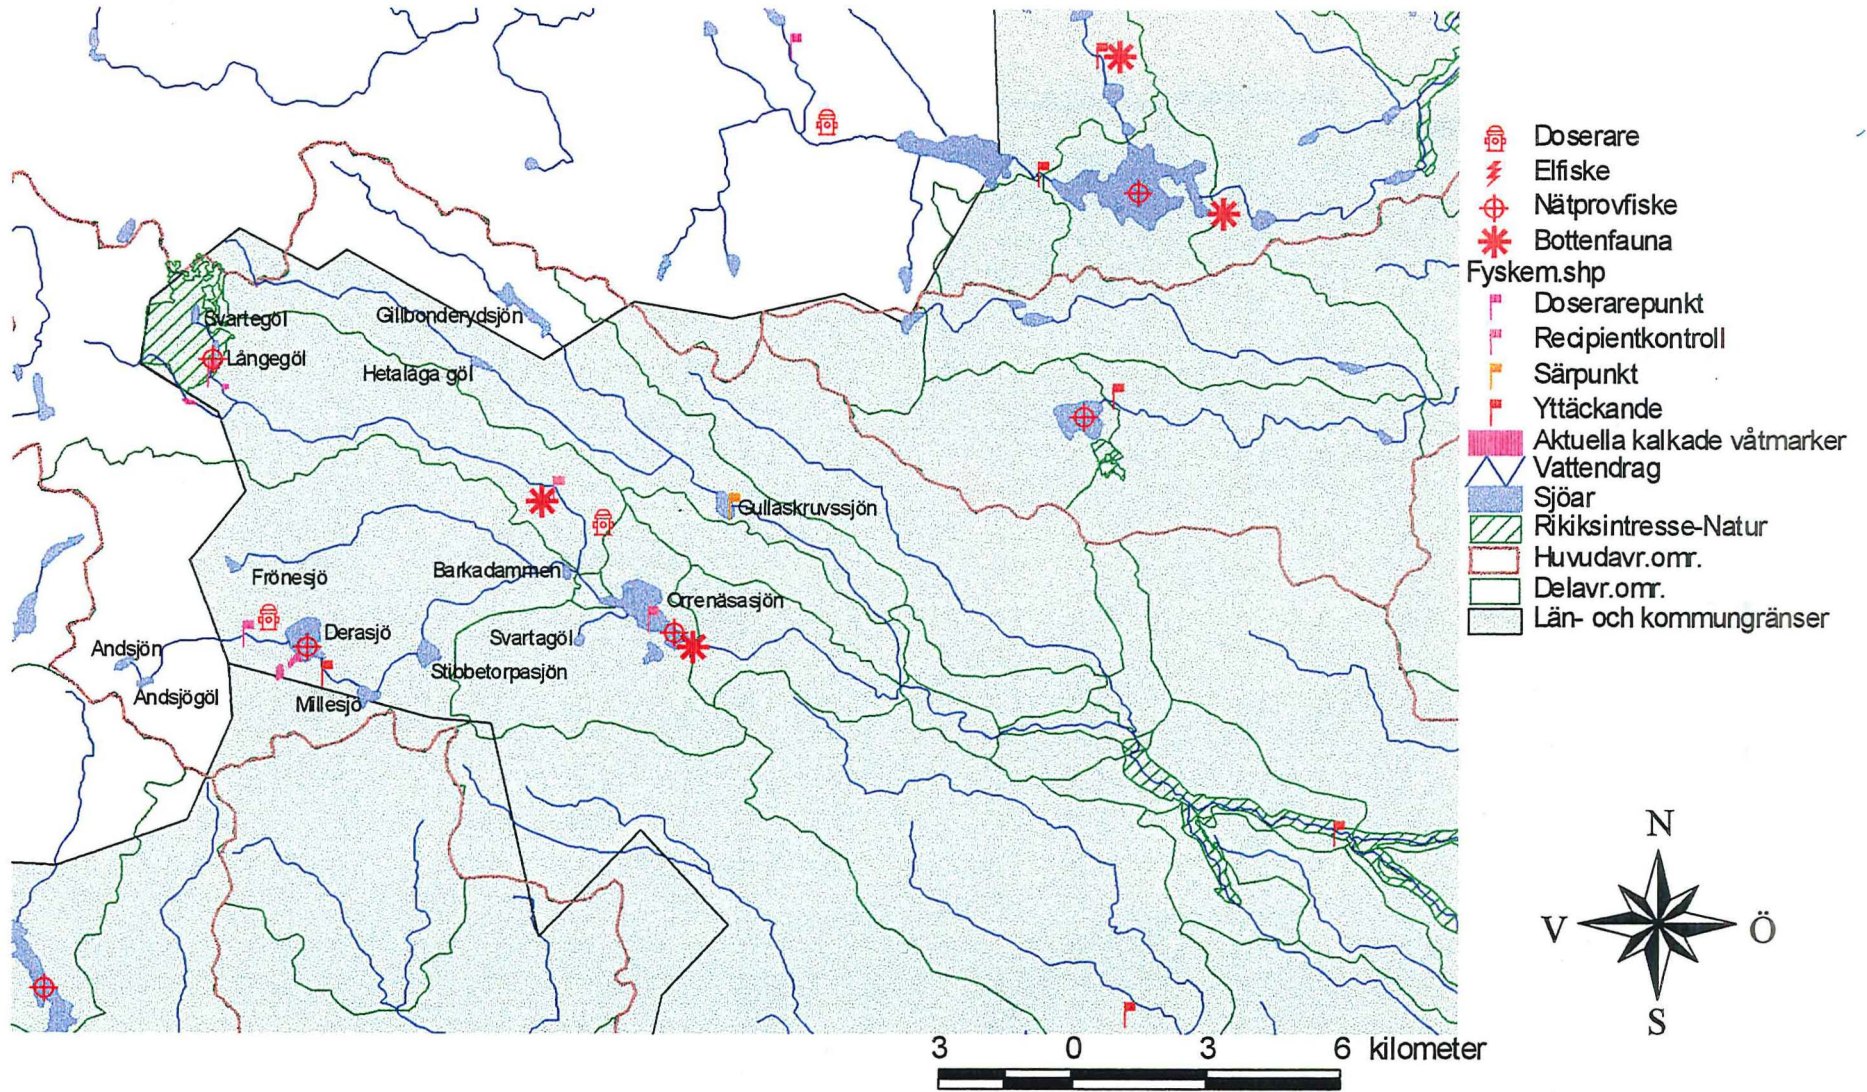 Doserare
Elfiske
Nätprovfiske
Bottenfauna
Fyskem.shp
Doserarepunkt
Recipientkontroll
Särpunkt
Yttäckande
Aktuella kalkade våtmarker
Vattendrag
Sjöar
Rikiksintresse-Natur
Huvudavr.omr.
Delavr.omr.
Län- och kommungränser
Svartegöl
Gillbonderydsjön
Långegöl
Hetalaga göl
Gullaskruvssjön
Frönesjö
Barkadammen
Orrenäsasjön
Derasjö
Svartagöl
Andsjön
Stibbetorpasjön
Andsjögöl
Millesjö
N
V
Ö
S
3 0 3 6 kilometer